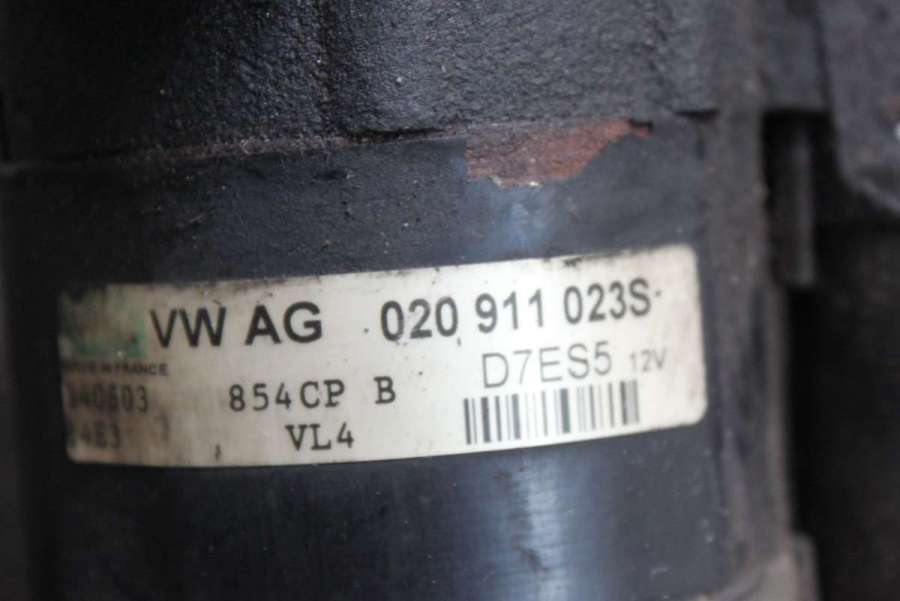 VW AG 020 911 023S
MADE IN FRANCE
D7ES5 12V
854CP B
VL4